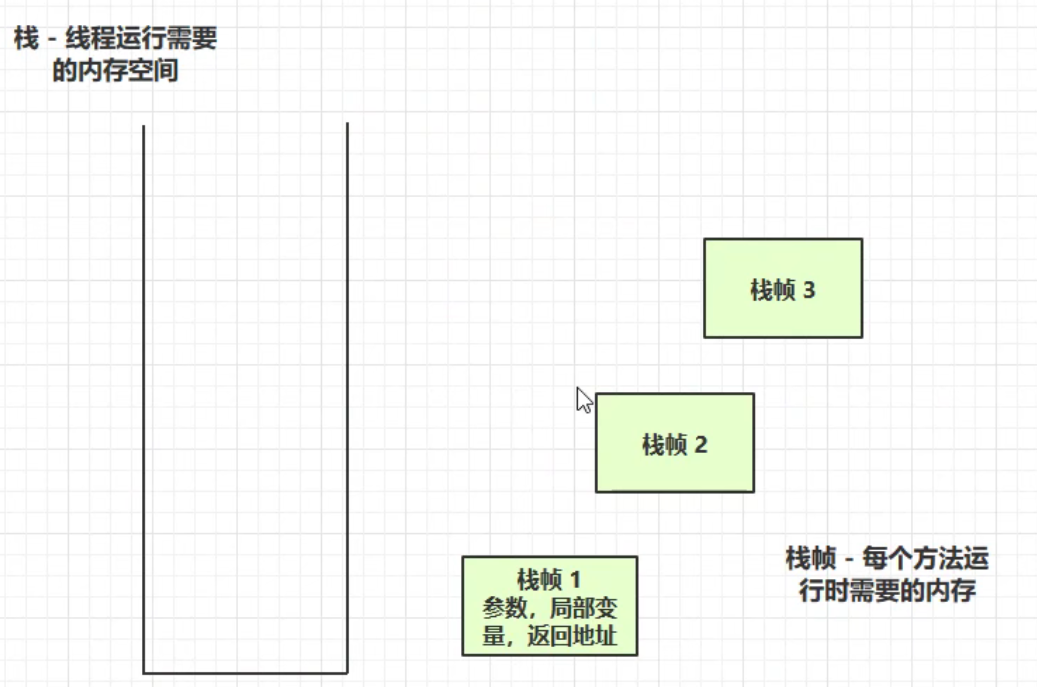 栈 - 线程运行需要
的内存空间
栈帧 3
栈帧 2
栈帧 1
参数，局部变
量，返回地址
栈帧 - 每个方法运
行时需要的内存